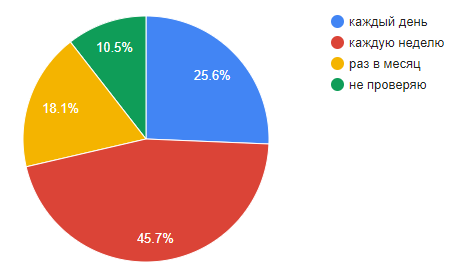 каждый день
каждую неделю
раз в месяц
не проверяю
10.5%
25.6%
18.1%
45.7%